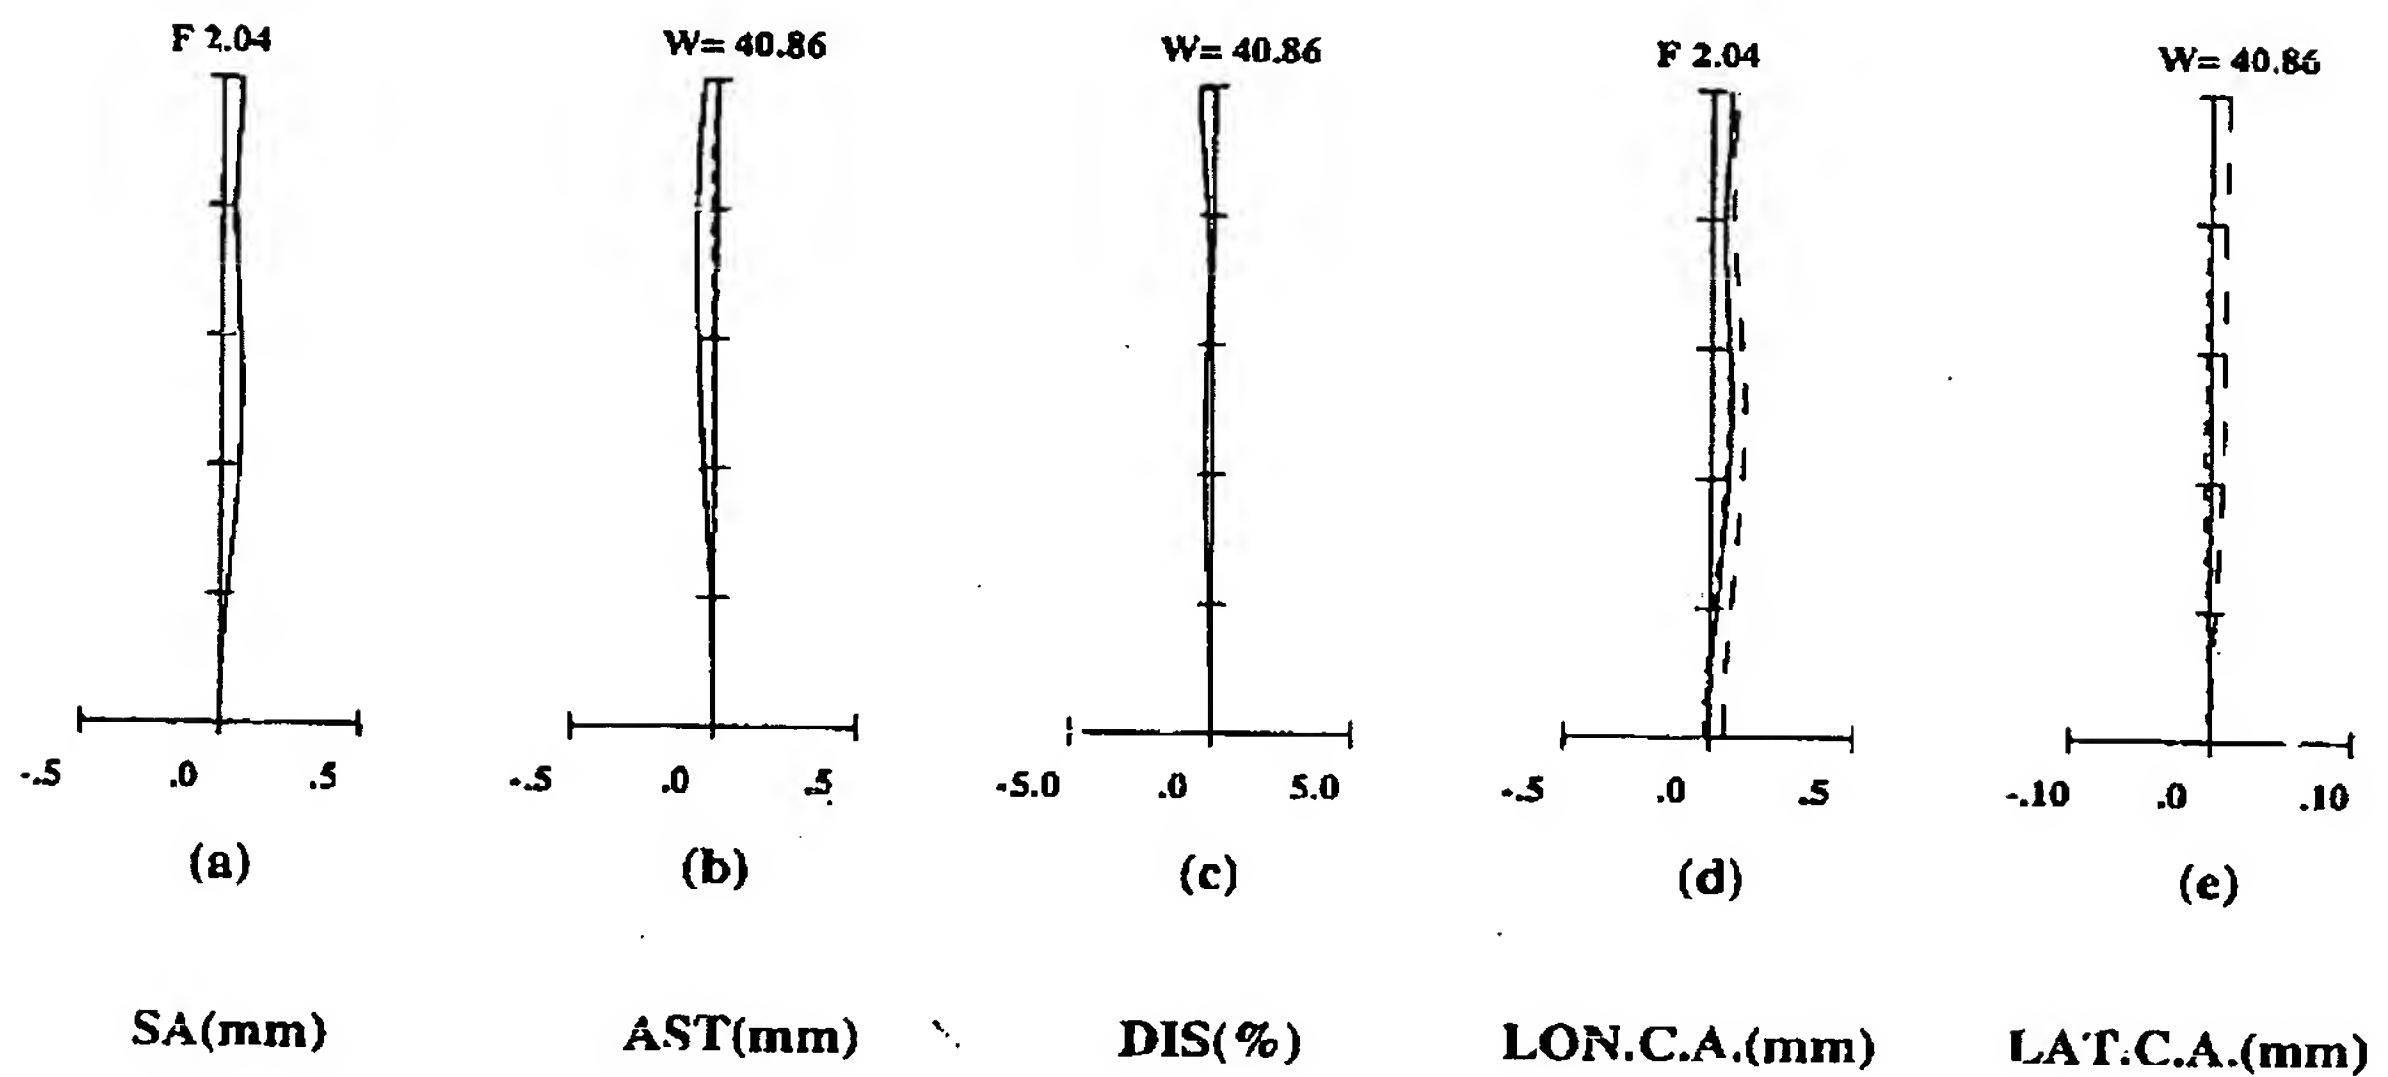 F 2.04 W= 40.86 W= 40.86 F 2.04 W= 40.86
-.5 .0 .5 -.5 .0 .5 -5.0 .0 5.0 -.5 .0 .5 -.10 .0 .10
(a) (b) (c) (d) (e)
SA(mm) AST(mm) DIS(%) LON.C.A.(mm) LAT.C.A.(mm)